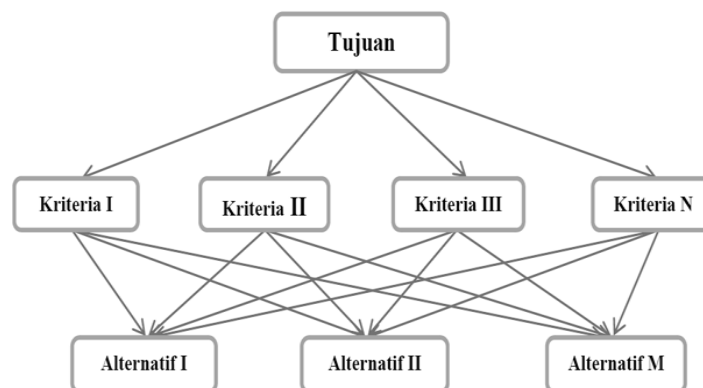 Tujuan
Kriteria I
Kriteria II
Kriteria III
Kriteria N
Alternatif I
Alternatif II
Alternatif M